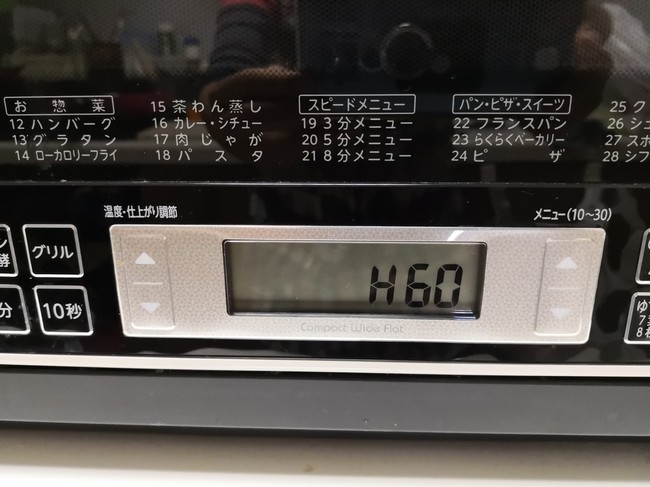 お惣菜
12 ハンバーグ
13 グラタン
14 ローカロリーフライ
15 茶わん蒸し
16 カレー・シチュー
17 肉じゃが
18 パスタ
スピードメニュー
19 3分メニュー
20 5分メニュー
21 8分メニュー
パン・ピザ・スイーツ
22 フランスパン
23 らくらくベーカリー
24 ピザ
25 ク
26 シュ
27 スポ
28 シフ
温度・仕上がり調節
メニュー(10～30)
グリル
分
10秒
H60
Compact Wide Flat
ゆ